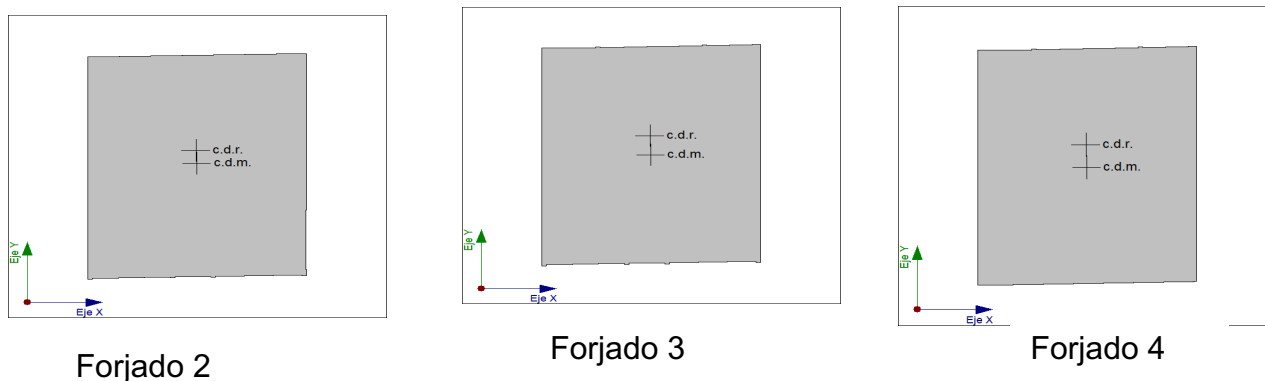 c.d.r.
c.d.m.
Eje Y
Eje X
Forjado 2
c.d.r.
c.d.m.
Eje Y
Eje X
Forjado 3
c.d.r.
c.d.m.
Eje Y
Eje X
Forjado 4